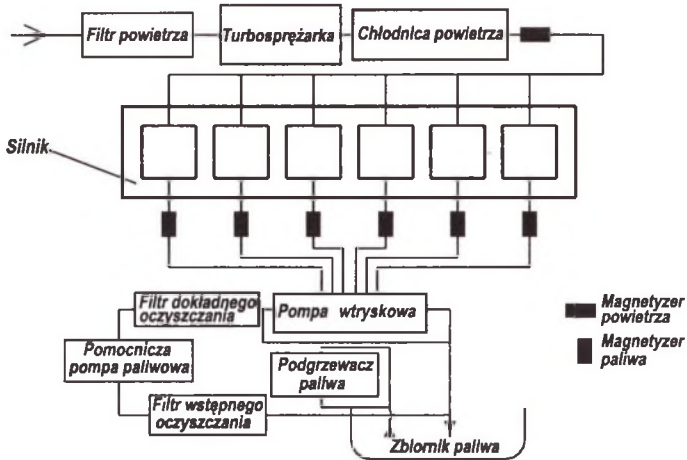 Filtr powietrza
Turbosprężarka
Chłodnica powietrza
Silnik
Filtr dokładnego
oczyszczania
Pompa wtryskowa
Magnetyzer
powietrza
Pomocnicza
pompa paliwowa
Podgrzewacz
paliwa
Magnetyzer
paliwa
Filtr wstępnego
oczyszczania
Zbiornik paliwa